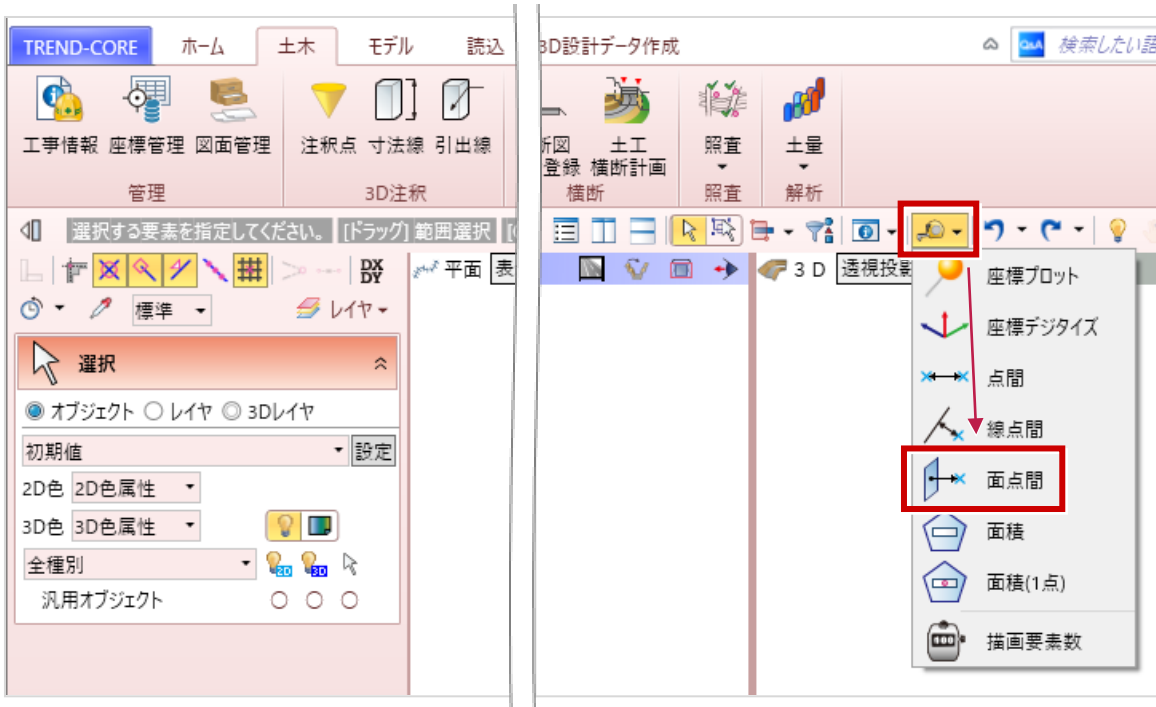 TREND-CORE ホーム 土木 モデル 読込 3D設計データ作成 Q&A 検索したい語
工事情報 座標管理 図面管理 注釈点 寸法線 引出線 断図 土工 照査 土量
登録 横断計画
管理 3D注釈 横断 照査 解析
選択する要素を指定してください。 [ドラッグ] 範囲選択
DX
DY
平面 表 3D 透視投影
標準 レイヤ
選択
オブジェクト レイヤ 3Dレイヤ
初期値 設定
2D色 2D色属性
3D色 3D色属性
全種別 2D 3D
汎用オブジェクト
座標プロット
座標デジタイズ
点間
線点間
面点間
面積
面積(1点)
描画要素数